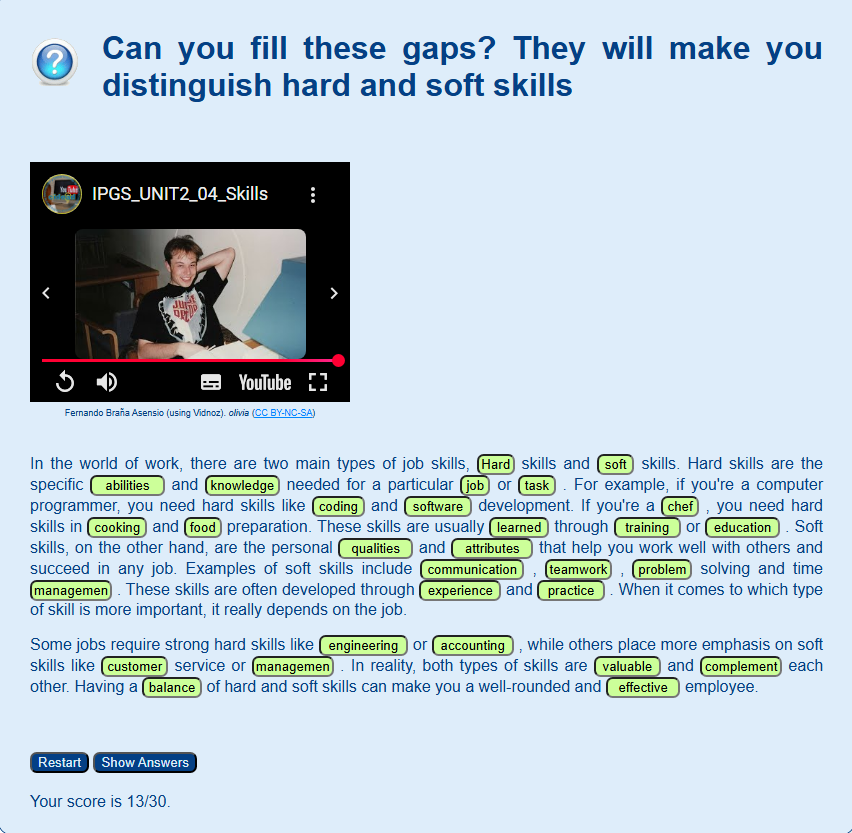 Can you fill these gaps? They will make you
distinguish hard and soft skills
IPGS_UNIT2_04_Skills
YouTube
Fernando Braña Asensio (using Vidnoz). olivia (CC BY-NC-SA)
In the world of work, there are two main types of job skills, Hard skills and soft skills. Hard skills are the
specific abilities and knowledge needed for a particular job or task . For example, if you're a computer
programmer, you need hard skills like coding and software development. If you're a chef , you need hard
skills in cooking and food preparation. These skills are usually learned through training or education . Soft
skills, on the other hand, are the personal qualities and attributes that help you work well with others and
succeed in any job. Examples of soft skills include communication , teamwork , problem solving and time
managemen . These skills are often developed through experience and practice . When it comes to which type
of skill is more important, it really depends on the job.
Some jobs require strong hard skills like engineering or accounting , while others place more emphasis on soft
skills like customer service or managemen . In reality, both types of skills are valuable and complement each
other. Having a balance of hard and soft skills can make you a well-rounded and effective employee.
Restart Show Answers
Your score is 13/30.